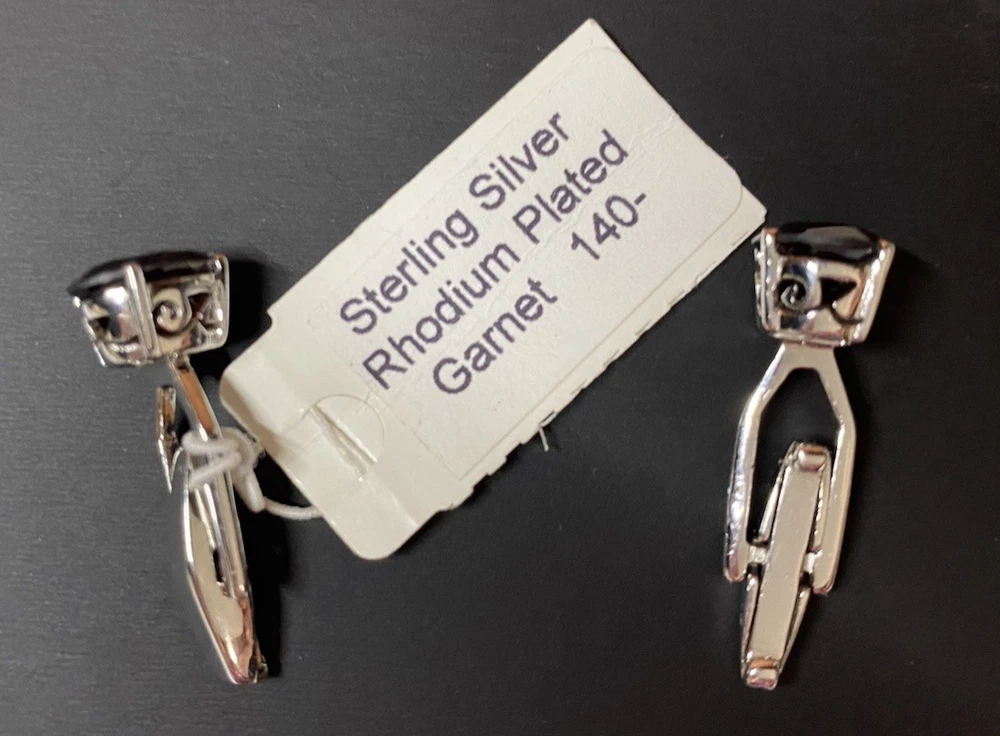 Sterling Silver
Rhodium Plated
Garnet 140-